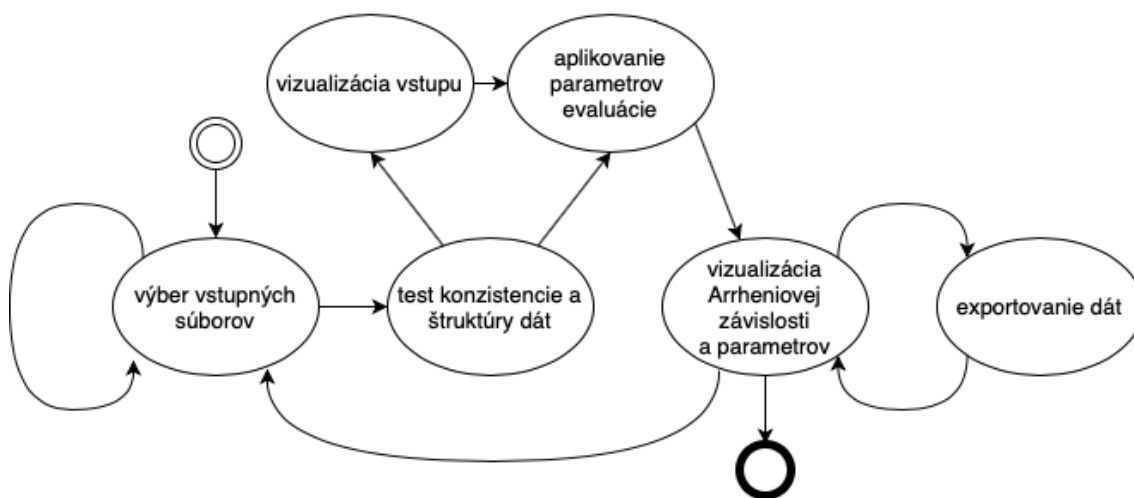 vizualizácia vstupu
aplikovanie
parametrov
evaluácie
výber vstupných
súborov
test konzistencie a
štruktúry dát
vizualizácia
Arrheniovej
závislosti
a parametrov
exportovanie dát